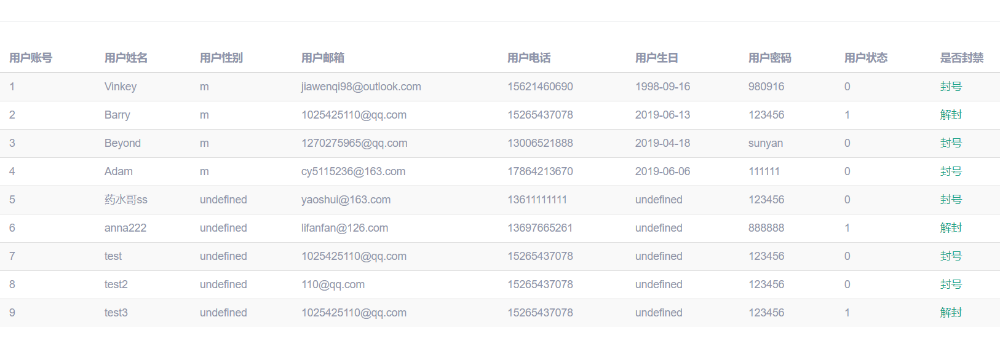 用户账号 用户姓名 用户性别 用户邮箱 用户电话 用户生日 用户密码 用户状态 是否封禁
1 Vinkey m jiawenqi98@outlook.com 15621460690 1998-09-16 980916 0 封号
2 Barry m 1025425110@qq.com 15265437078 2019-06-13 123456 1 解封
3 Beyond m 1270275965@qq.com 13006521888 2019-04-18 sunyan 0 封号
4 Adam m cy5115236@163.com 17864213670 2019-06-06 111111 0 封号
5 药水哥ss undefined yaoshui@163.com 13611111111 undefined 123456 0 封号
6 anna222 undefined lifanfan@126.com 13697665261 undefined 888888 1 解封
7 test undefined 1025425110@qq.com 15265437078 undefined 123456 0 封号
8 test2 undefined 110@qq.com 15265437078 undefined 123456 0 封号
9 test3 undefined 1025425110@qq.com 15265437078 undefined 123456 1 解封